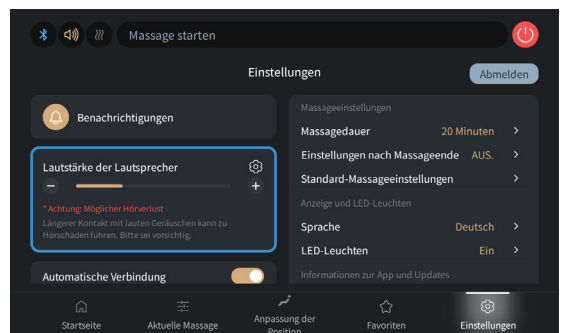 Massage starten
Einstellungen
Abmelden
Benachrichtigungen
Lautstärke der Lautsprecher
* Achtung: Möglicher Hörverlust
Längerer Kontakt mit lauten Geräuschen kann zu
Hörschäden führen. Bitte sei vorsichtig.
Automatische Verbindung
Massageeinstellungen
Massagedauer 20 Minuten
Einstellungen nach Massageende AUS.
Standard-Massageeinstellungen
Anzeige und LED-Leuchten
Sprache Deutsch
LED-Leuchten Ein
Informationen zur App und Updates
Startseite
Aktuelle Massage
Anpassung der
Position
Favoriten
Einstellungen